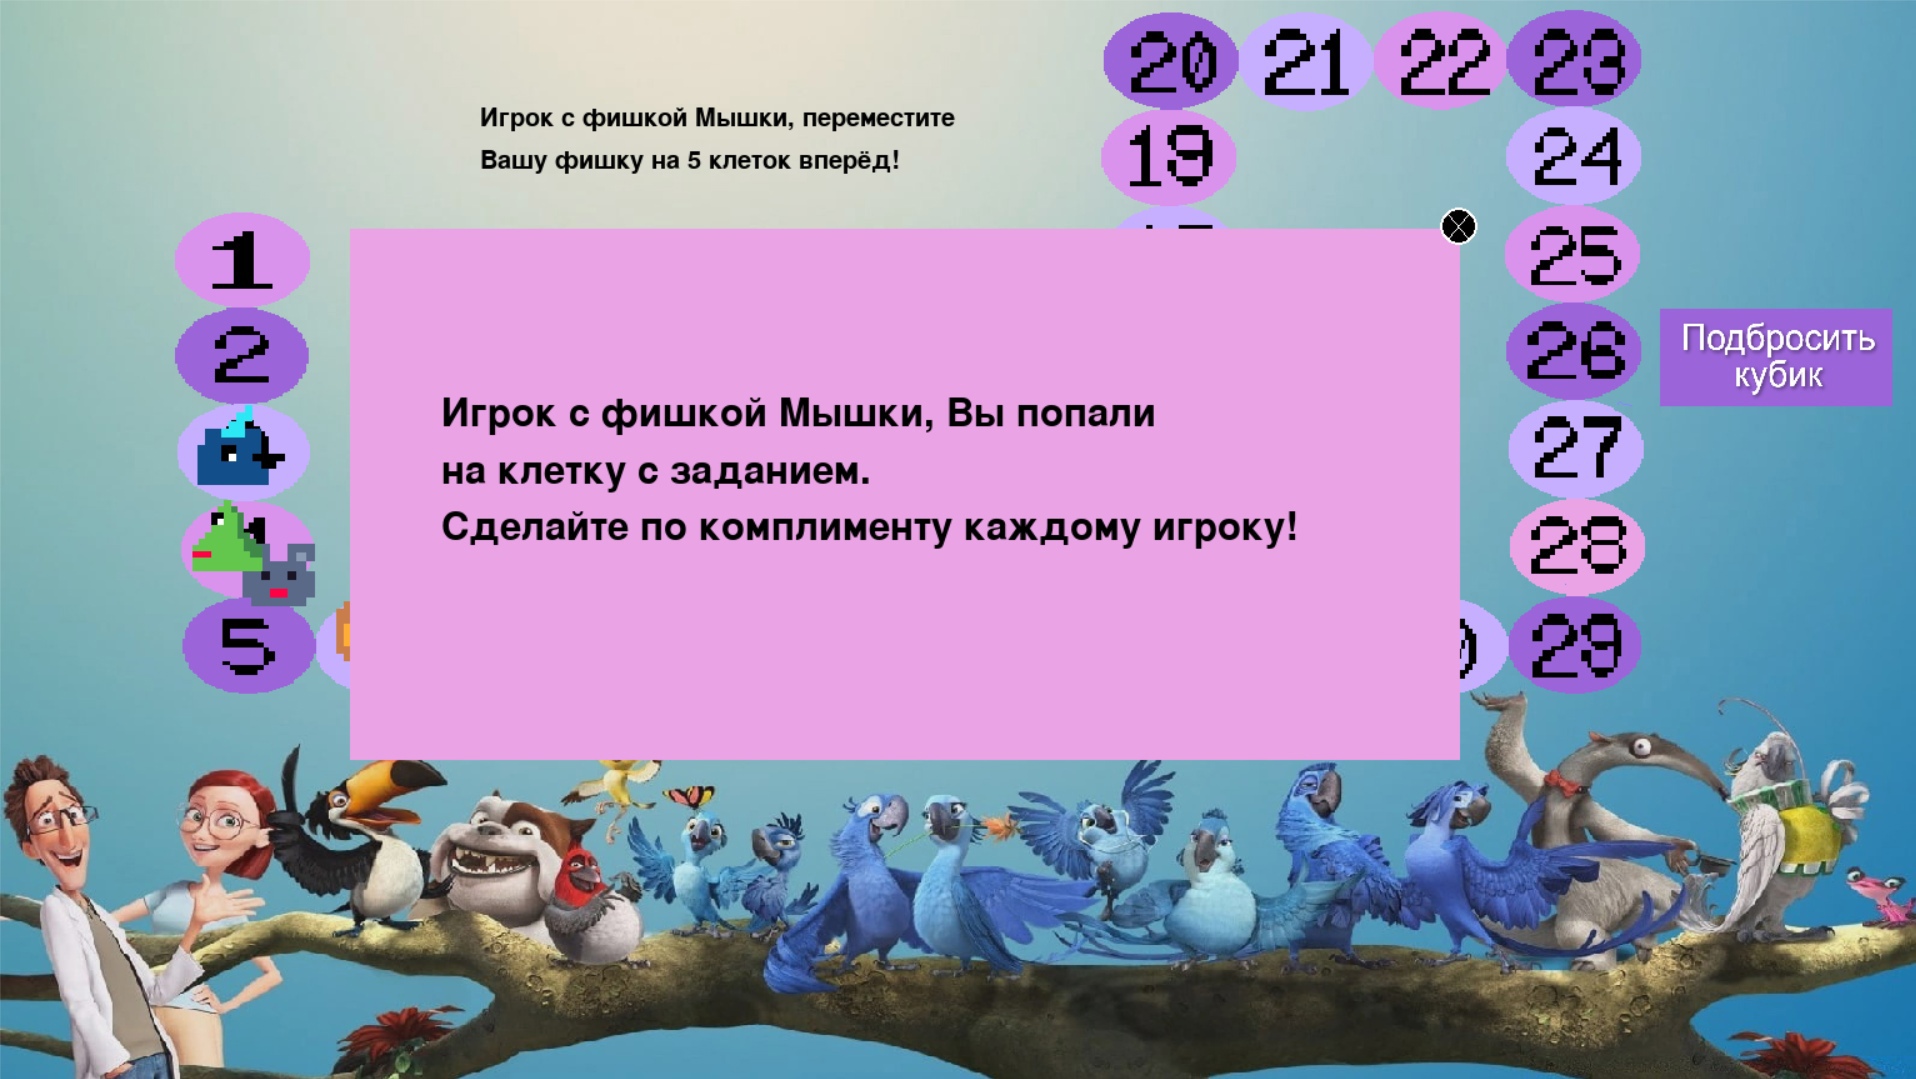 20 21 22 23
Игрок с фишкой Мышки, переместите
Вашу фишку на 5 клеток вперёд!
19
24
1
25
2
26
Подбросить
кубик
Игрок с фишкой Мышки, Вы попали
на клетку с заданием.
27
Сделайте по комплименту каждому игроку!
28
5
29